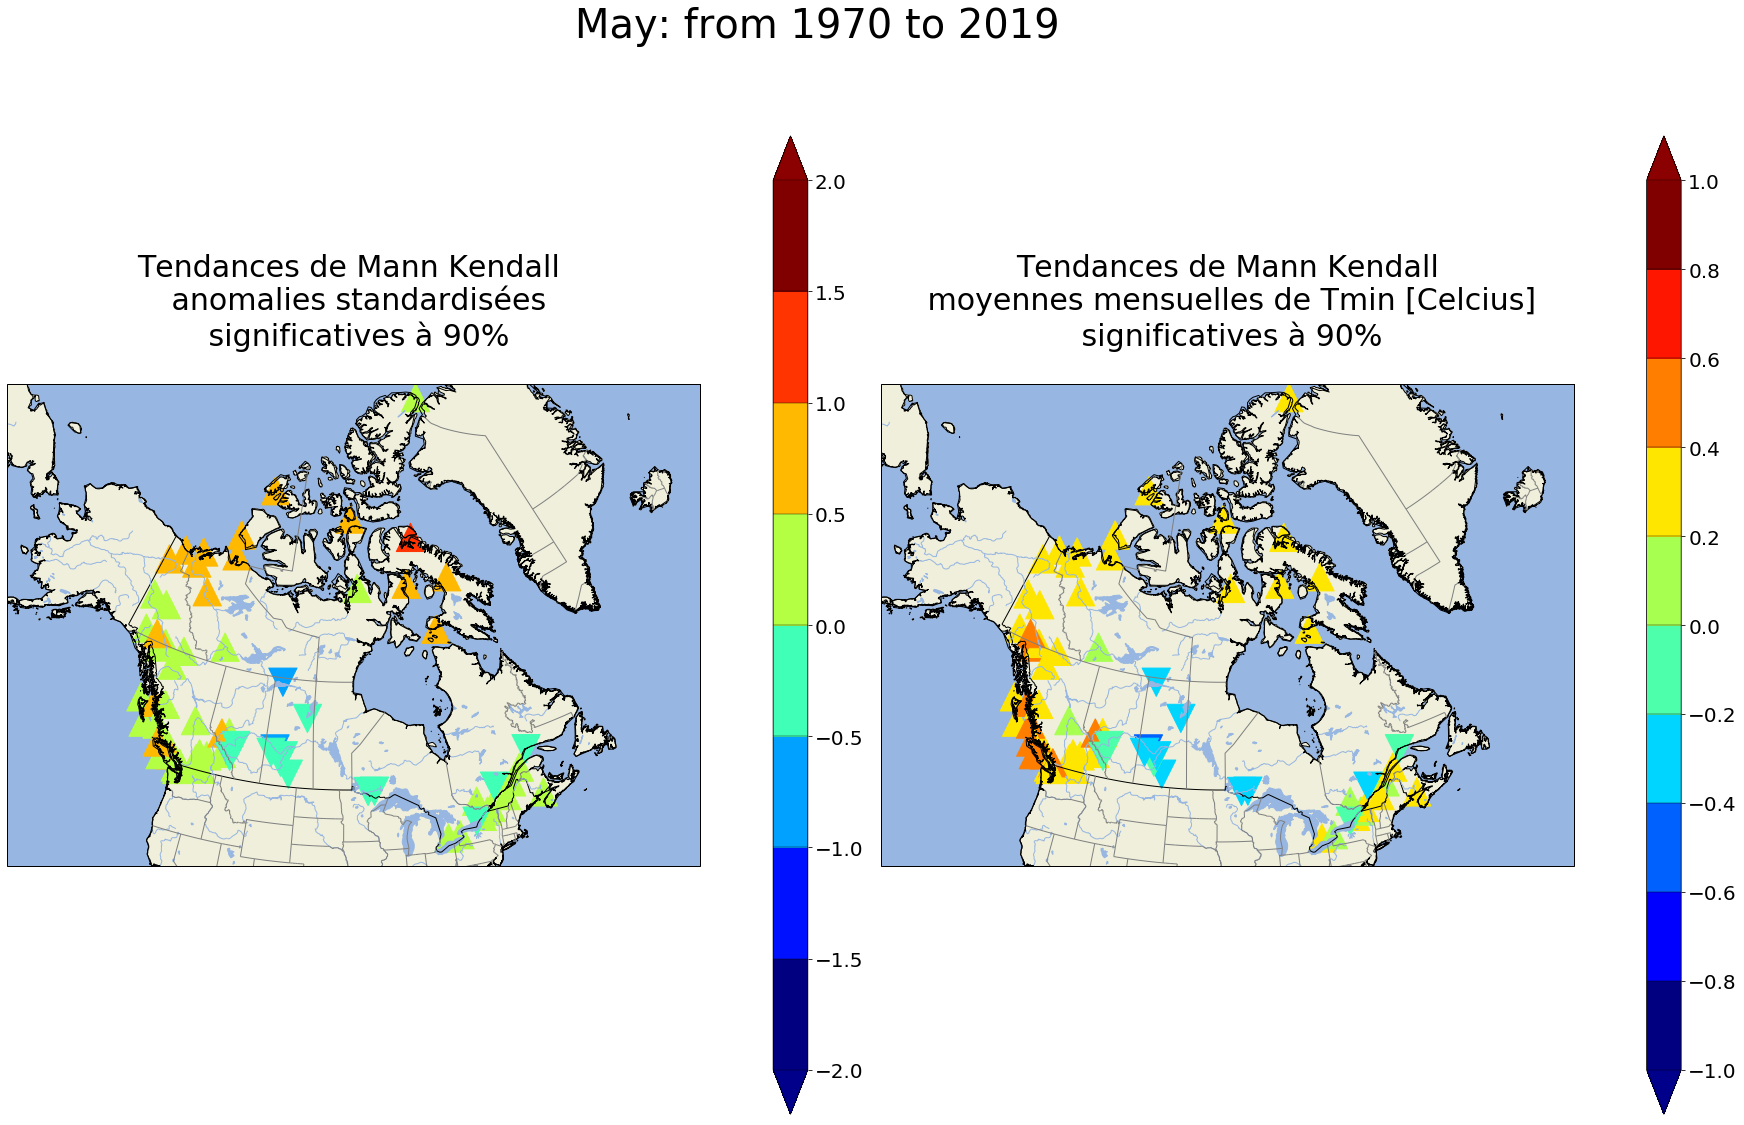 May: from 1970 to 2019
Tendances de Mann Kendall
anomalies standardisées
significatives à 90%
2.0
1.5
1.0
0.5
0.0
−0.5
−1.0
−1.5
−2.0
Tendances de Mann Kendall
moyennes mensuelles de Tmin [Celcius]
significatives à 90%
1.0
0.8
0.6
0.4
0.2
0.0
−0.2
−0.4
−0.6
−0.8
−1.0